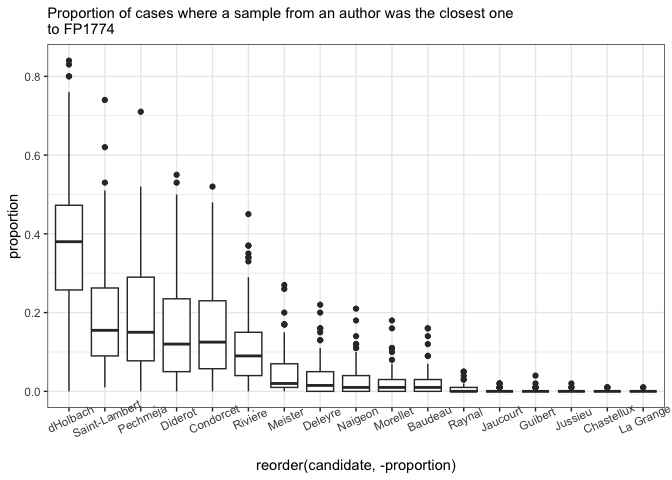 Proportion of cases where a sample from an author was the closest one
to FP1774
proportion
0.8
0.6
0.4
0.2
0.0
dHolbach
Saint-Lambert
Pechmeja
Diderot
Condorcet
Rivière
Meister
Deleyre
Naigeon
Morellet
Baudeau
Raynal
Jaucourt
Guibert
Jussieu
Chastellux
La Grange
reorder(candidate, -proportion)